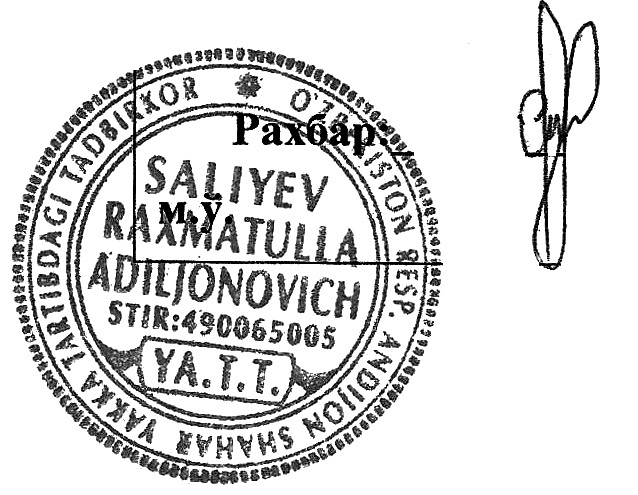 O'ZBEKISTON RESP. ANDIJON SHAHAR YAKKA TARTIBDAGI TADBIRKOR
Рахбар:_
SALIYEV
м.ў.
RAXMATULLA
ADILJONOVICH
STIR:490065005
YA.T.T.